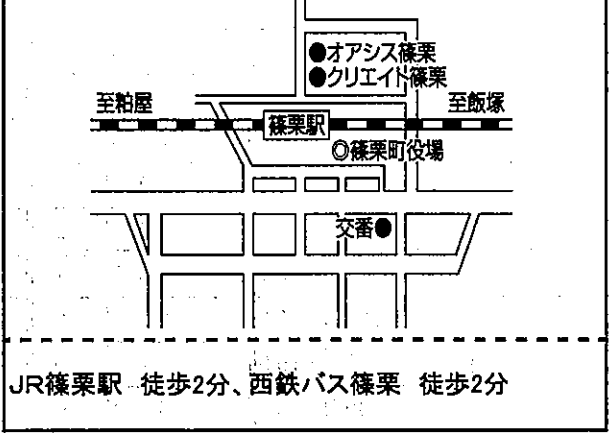 ●オアシス篠栗
●クリエイト篠栗
至粕屋
至飯塚
篠栗駅
◎篠栗町役場
交番●
JR篠栗駅 徒歩2分、西鉄バス篠栗 徒歩2分